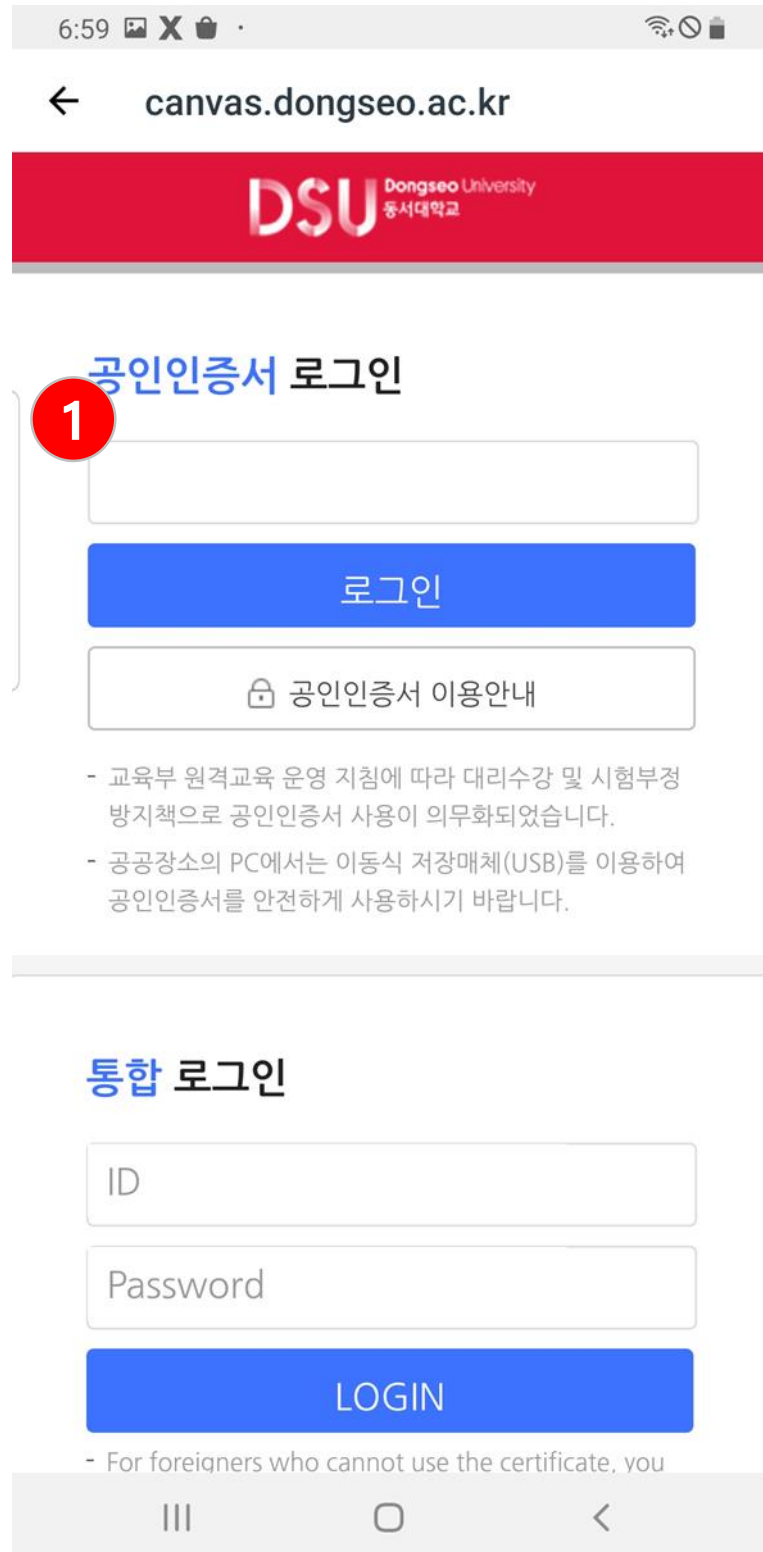 6:59
canvas.dongseo.ac.kr
DSU Dongseo University
동서대학교
공인인증서 로그인
1
로그인
공인인증서 이용안내
- 교육부 원격교육 운영 지침에 따라 대리수강 및 시험부정
방지책으로 공인인증서 사용이 의무화되었습니다.
- 공공장소의 PC에서는 이동식 저장매체(USB)를 이용하여
공인인증서를 안전하게 사용하시기 바랍니다.
통합 로그인
ID
Password
LOGIN
- For foreigners who cannot use the certificate, you